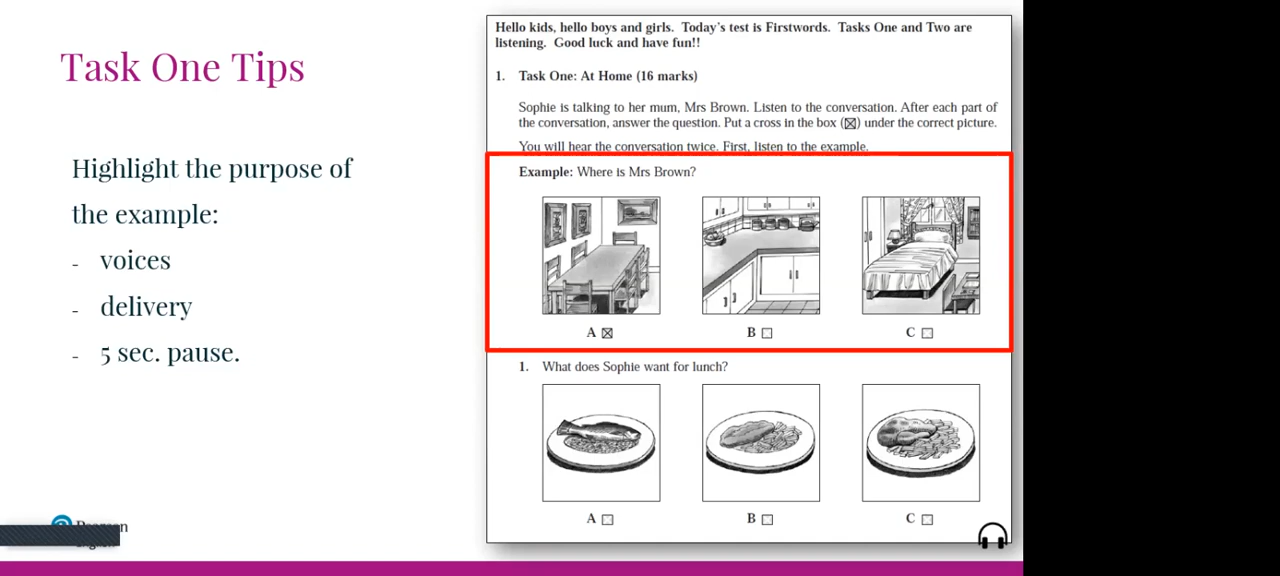 Task One Tips
Highlight the purpose of
the example:
- voices
- delivery
- 5 sec. pause.
Hello kids, hello boys and girls. Today's test is Firstwords. Tasks One and Two are
listening. Good luck and have fun!!
1. Task One: At Home (16 marks)
Sophie is talking to her mum, Mrs Brown. Listen to the conversation. After each part of
the conversation, answer the question. Put a cross in the box (☒) under the correct picture.
You will hear the conversation twice. First, listen to the example.
Example: Where is Mrs Brown?
A ☒ B ☐ C ☐
1. What does Sophie want for lunch?
A ☐ B ☐ C ☐